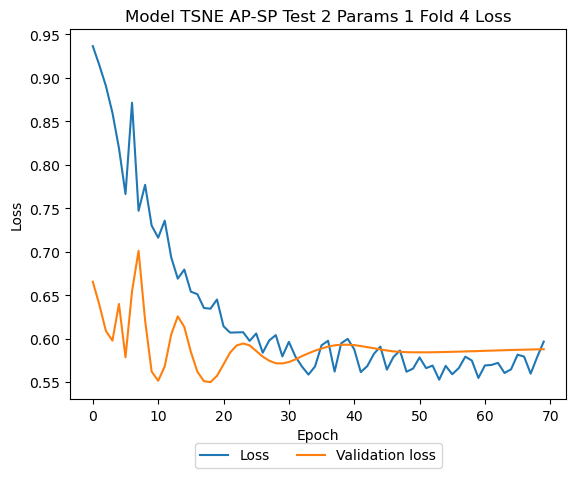 Model TSNE AP-SP Test 2 Params 1 Fold 4 Loss
0.95
0.90
0.85
0.80
0.75
0.70
0.65
0.60
0.55
Loss
0 10 20 30 40 50 60 70
Epoch
Loss Validation loss